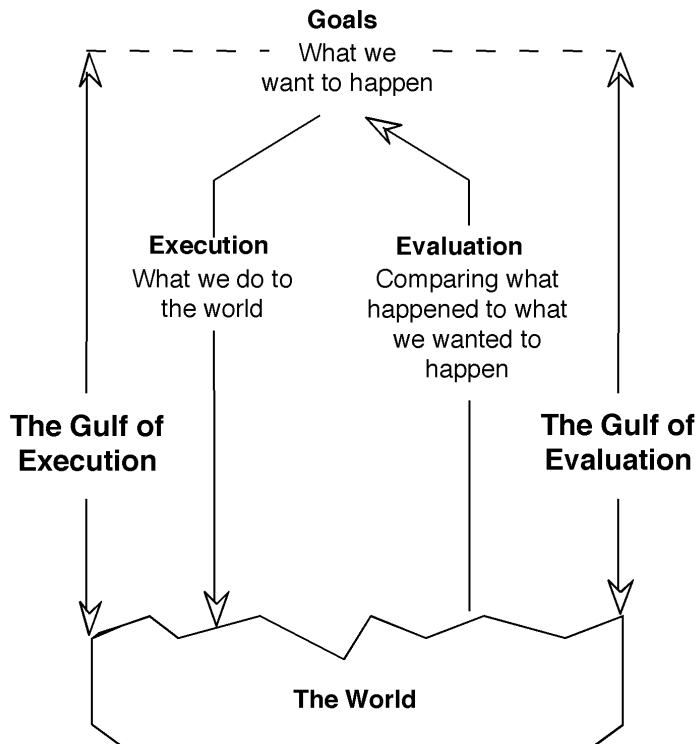 Goals
What we
want to happen
Execution
What we do to
the world
Evaluation
Comparing what
happened to what
we wanted to
happen
The Gulf of
Execution
The Gulf of
Evaluation
The World